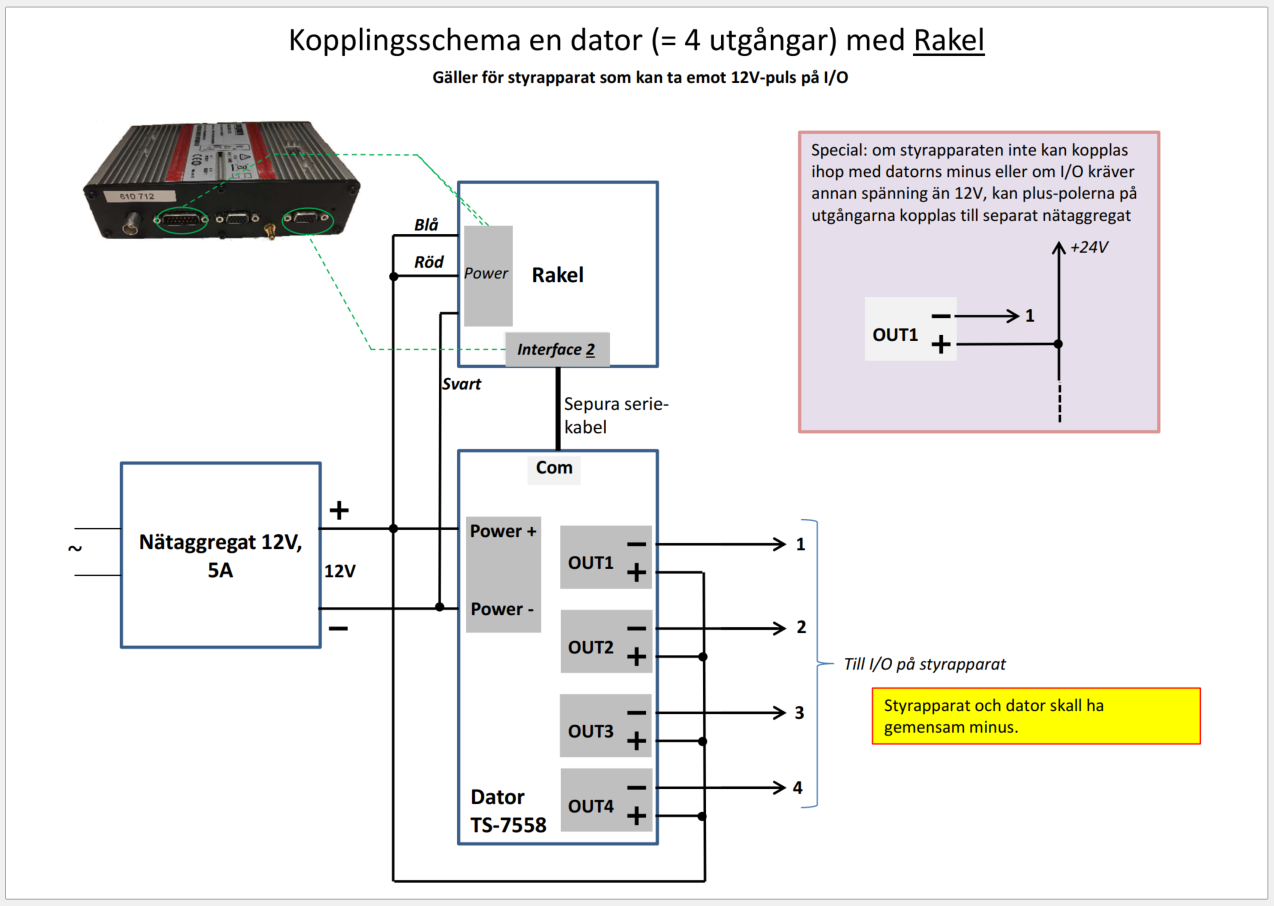 Kopplingsschema en dator (= 4 utgångar) med Rakel
Gäller för styrapparat som kan ta emot 12V-puls på I/O
610 712
Special: om styrapparaten inte kan kopplas
ihop med datorns minus eller om I/O kräver
annan spänning än 12V, kan plus-polerna på
utgångarna kopplas till separat nätaggregat
+24V
OUT1
−
+
1
Blå
Röd
Power
Rakel
Interface 2
Svart
Sepura serie-
kabel
Com
~
Nätaggregat 12V,
5A
+
12V
−
Power +
Power -
OUT1
−
+
1
OUT2
−
+
2
OUT3
−
+
3
OUT4
−
+
4
Dator
TS-7558
Till I/O på styrapparat
Styrapparat och dator skall ha
gemensam minus.